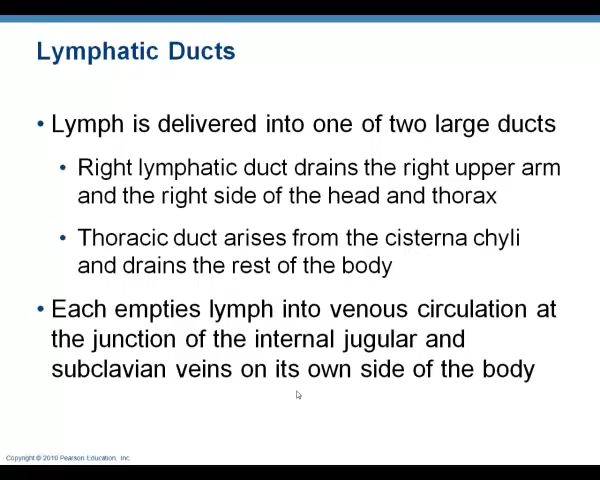 Lymphatic Ducts
• Lymph is delivered into one of two large ducts
• Right lymphatic duct drains the right upper arm
and the right side of the head and thorax
• Thoracic duct arises from the cisterna chyli
and drains the rest of the body
• Each empties lymph into venous circulation at
the junction of the internal jugular and
subclavian veins on its own side of the body
Copyright © 2010 Pearson Education, Inc.